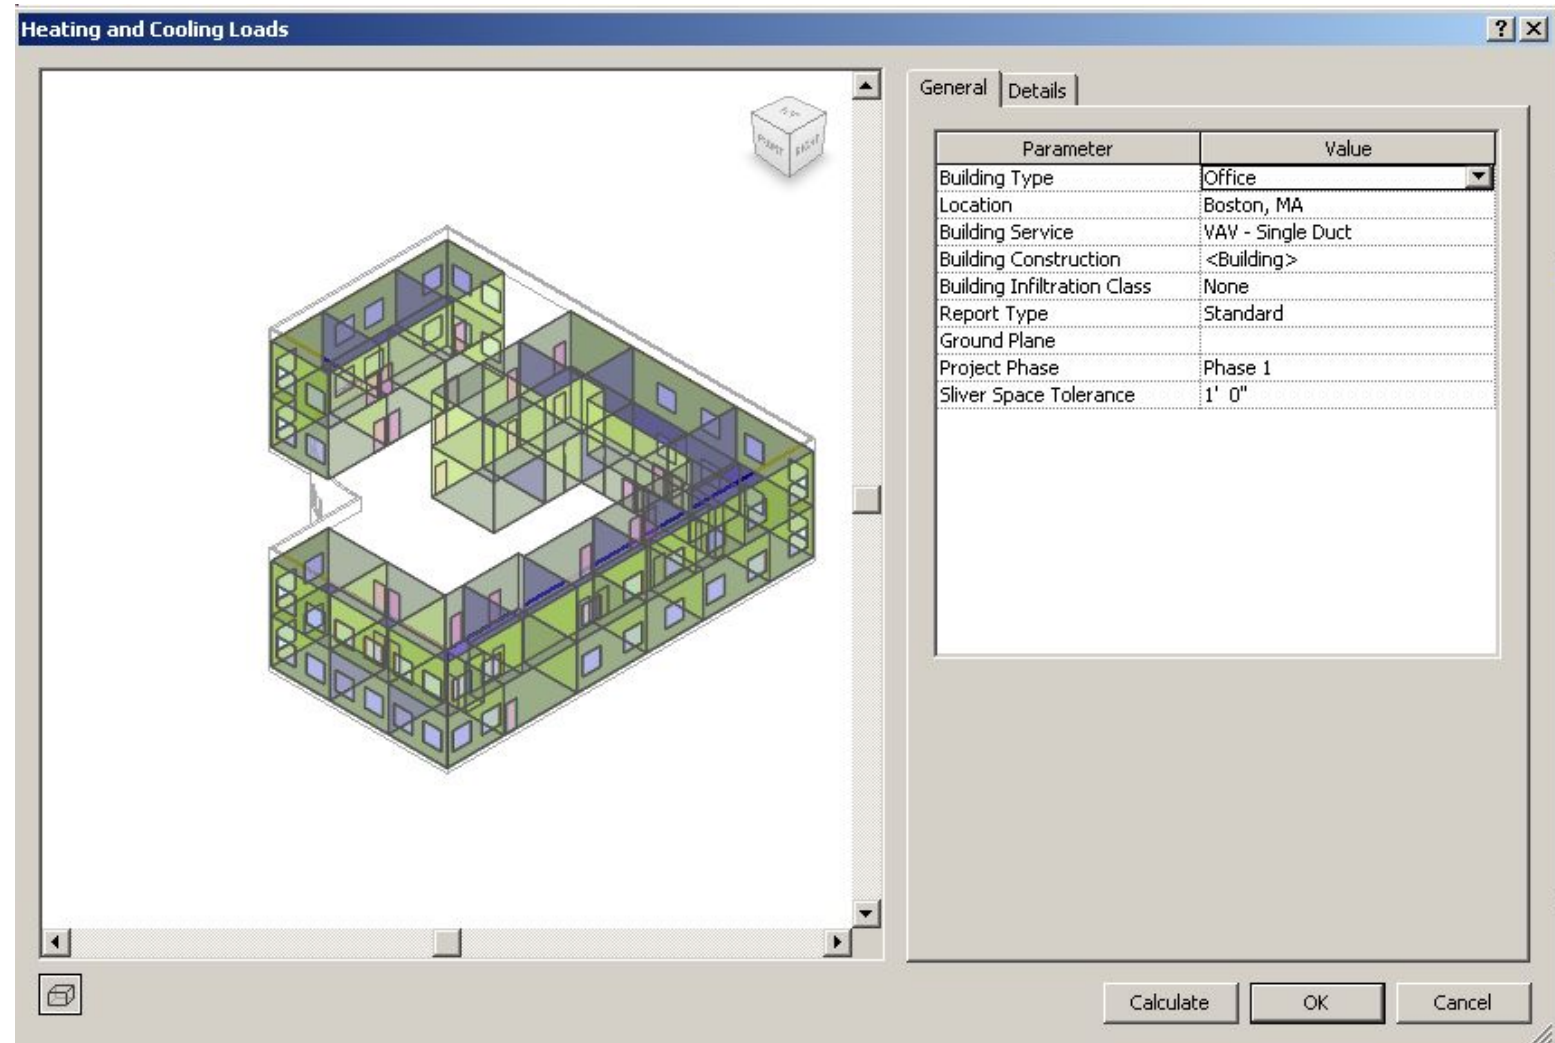 Heating and Cooling Loads
General Details
Parameter Value
Building Type Office
Location Boston, MA
Building Service VAV - Single Duct
Building Construction <Building>
Building Infiltration Class None
Report Type Standard
Ground Plane
Project Phase Phase 1
Sliver Space Tolerance 1' 0"
Calculate OK Cancel